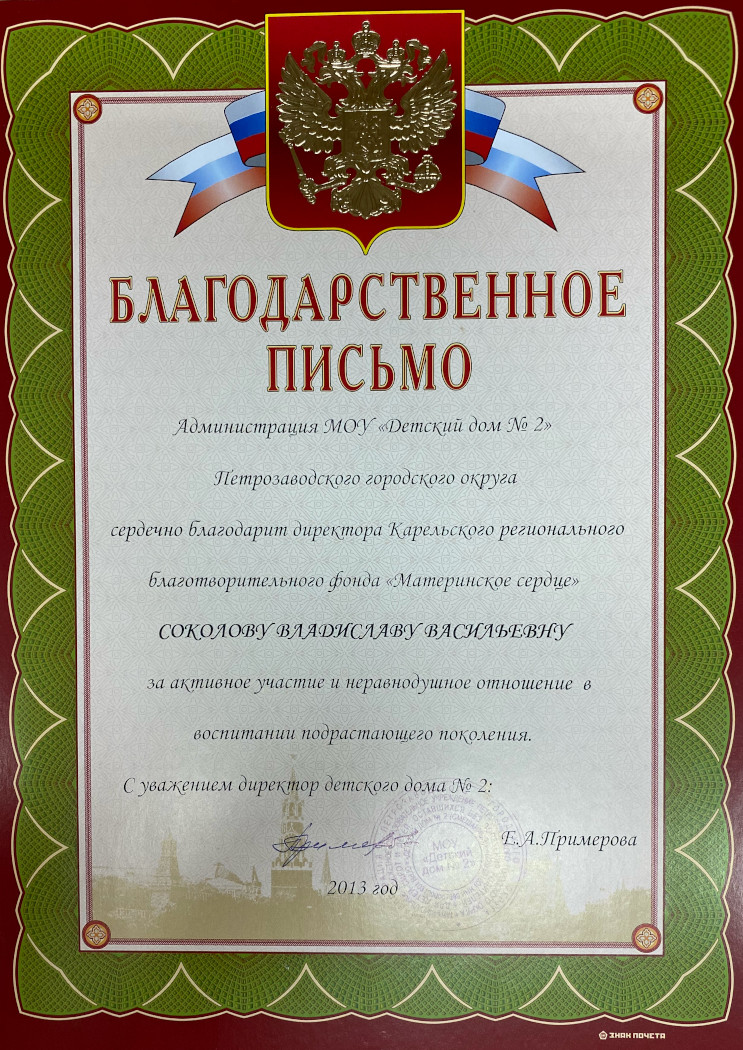 БЛАГОДАРСТВЕННОЕ
ПИСЬМО
Администрация МОУ «Детский дом № 2»
Петрозаводского городского округа
сердечно благодарит директора Карельского регионального
благотворительного фонда «Материнское сердце»
СОКОЛОВУ ВЛАДИСЛАВУ ВАСИЛЬЕВНУ
за активное участие и неравнодушное отношение в
воспитании подрастающего поколения.
С уважением директор детского дома № 2:
Е.А.Примерова
МОУ
«Детский
Дом № 2»
2013 год
ЗНАК ПОЧЕТА